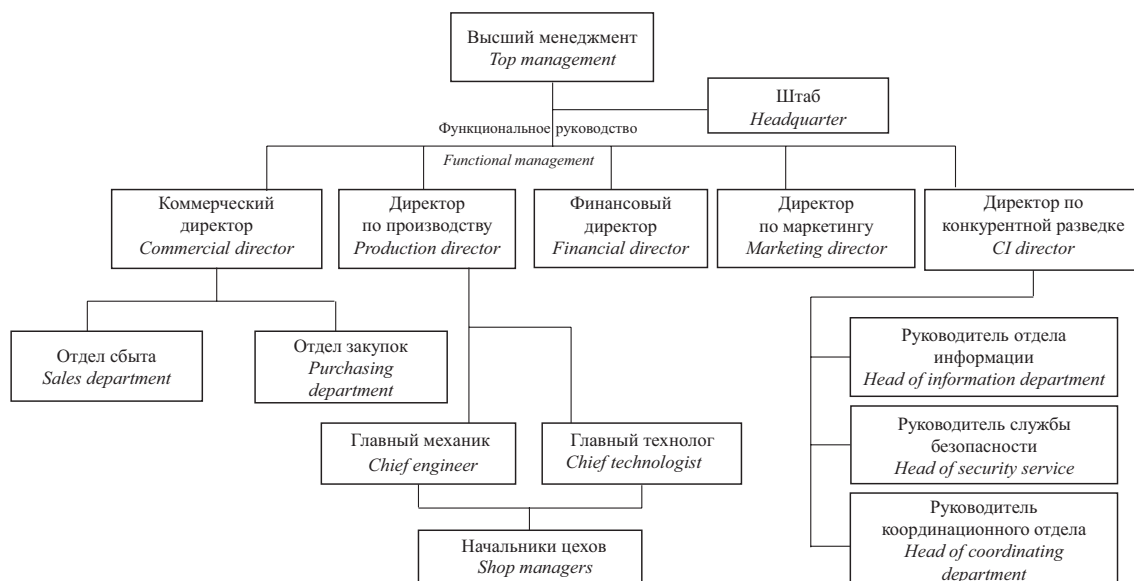 Высший менеджмент
Top management
Штаб
Headquarter
Функциональное руководство
Functional management
Коммерческий
директор
Commercial director
Директор
по производству
Production director
Финансовый
директор
Financial director
Директор
по маркетингу
Marketing director
Директор по
конкурентной разведке
CI director
Отдел сбыта
Sales department
Отдел закупок
Purchasing
department
Руководитель отдела
информации
Head of information department
Главный механик
Chief engineer
Главный технолог
Chief technologist
Руководитель службы
безопасности
Head of security service
Начальники цехов
Shop managers
Руководитель
координационного отдела
Head of coordinating
department